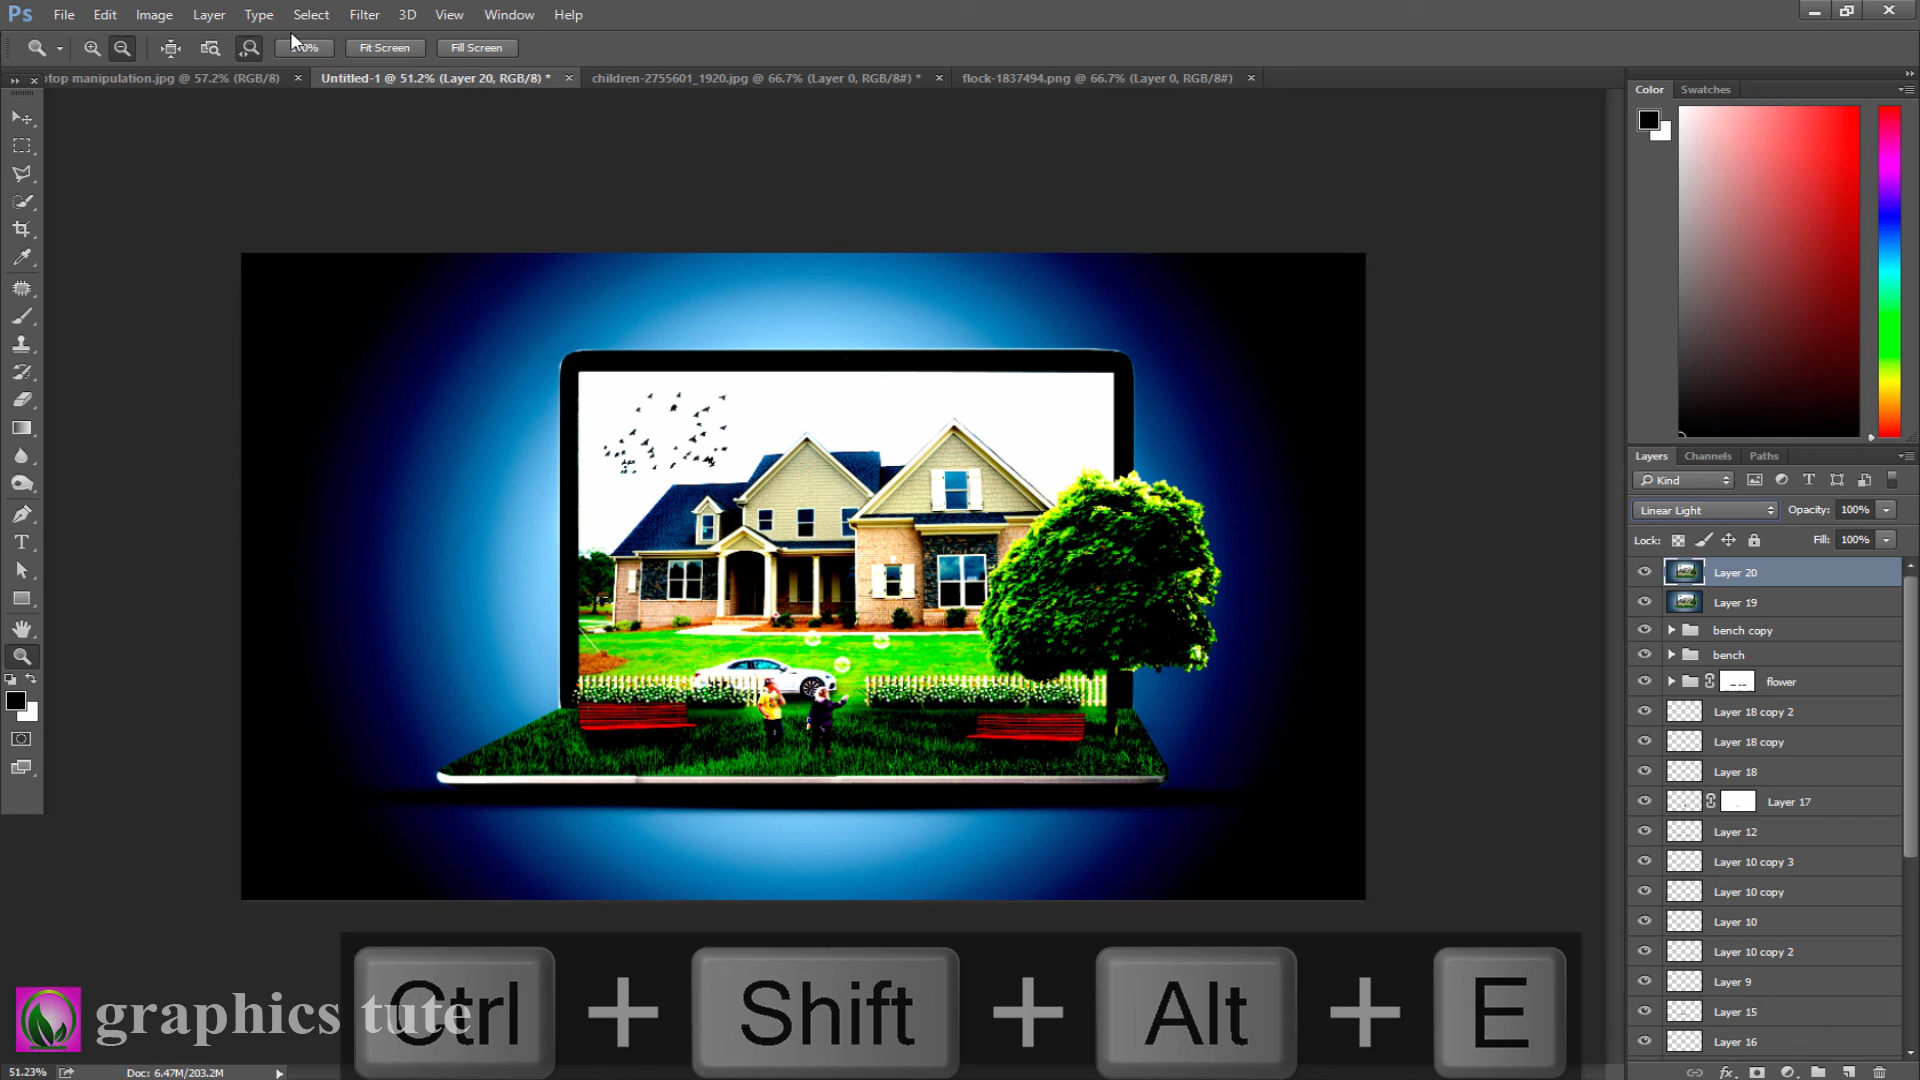 Ps File Edit Image Layer Type Select Filter 3D View Window Help
Fit Screen Fill Screen
top manipulation.jpg @ 57.2% (RGB/8) Untitled-1 @ 51.2% (Layer 20, RGB/8) * children-2755601_1920.jpg @ 66.7% (Layer 0, RGB/8#) * flock-1837494.png @ 66.7% (Layer 0, RGB/8#)
Color Swatches
Layers Channels Paths
Kind
Linear Light Opacity: 100%
Lock: Fill: 100%
Layer 20
Layer 19
bench copy
bench
flower
Layer 18 copy 2
Layer 18 copy
Layer 18
Layer 17
Layer 12
Layer 10 copy 3
Layer 10 copy
Layer 10
Layer 10 copy 2
Layer 9
Layer 15
Layer 16
Ctrl + Shift + Alt + E
graphics tute
51.23% Doc: 6.47M/203.2M